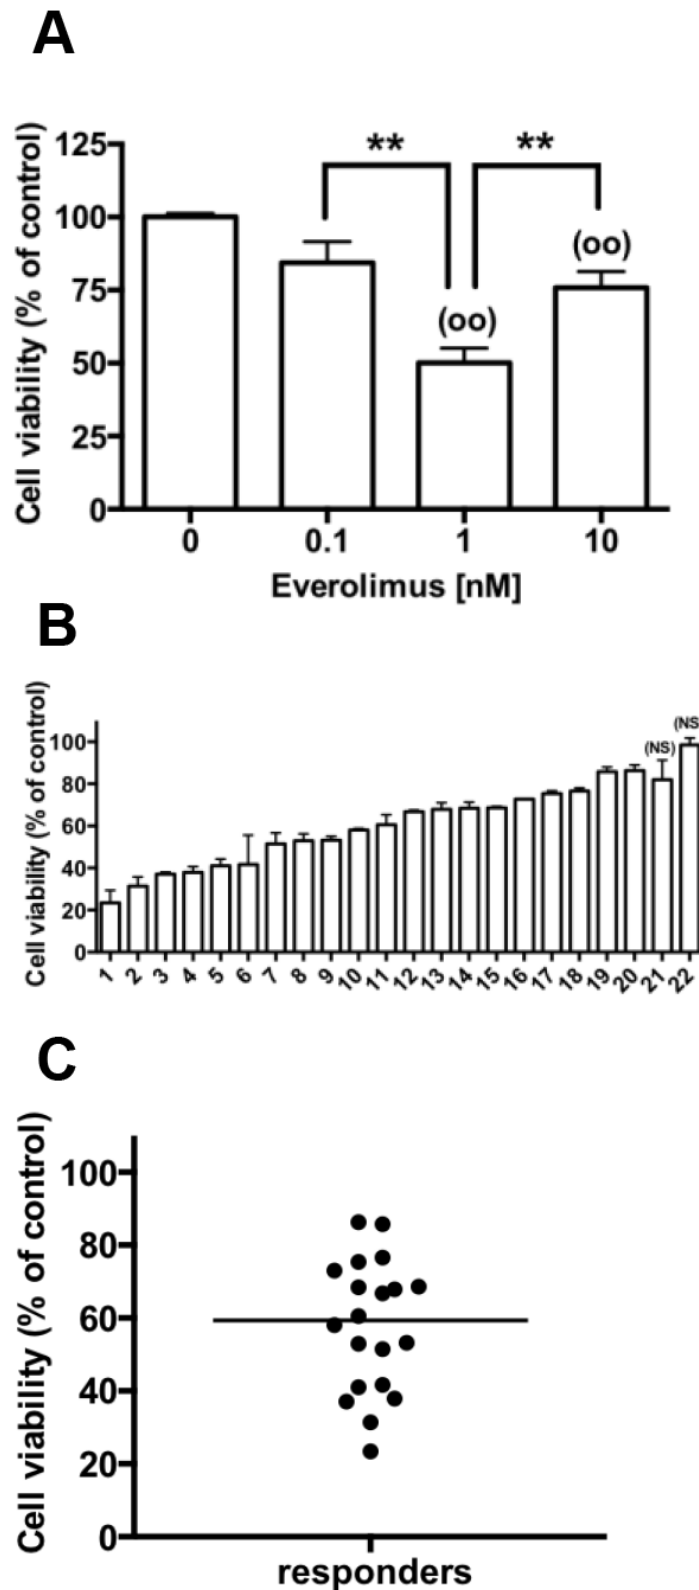 A
Cell viability (% of control)
125
100
75
50
25
0
**
**
(oo)
(oo)
0 0.1 1 10
Everolimus [nM]
B
Cell viability (% of control)
100
80
60
40
20
0
(NS)
(NS
1 2 3 4 5 6 7 8 9 10 11 12 13 14 15 16 17 18 19 20 21 22
C
Cell viability (% of control)
100
80
60
40
20
0
responders